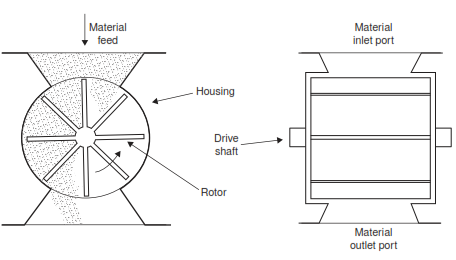 Material
feed
Housing
Rotor
Material
inlet port
Drive
shaft
Material
outlet port